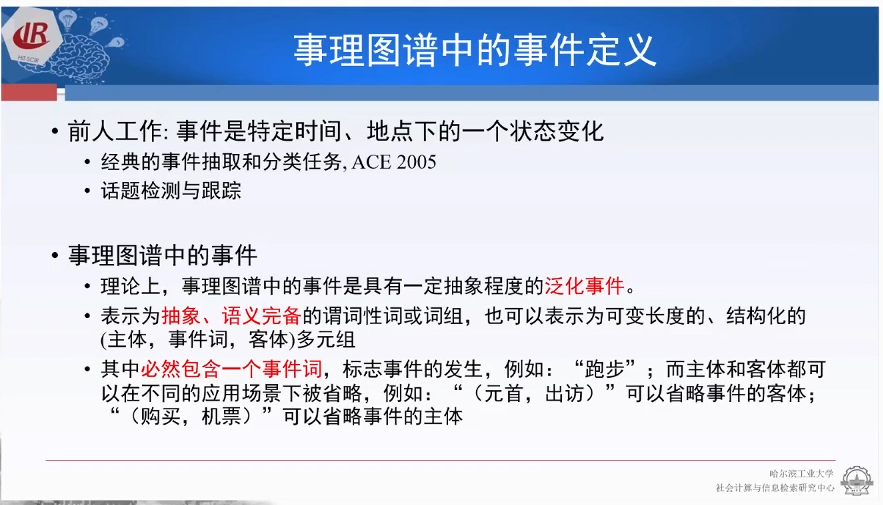 IR
HIT-SCIR
事理图谱中的事件定义
• 前人工作: 事件是特定时间、地点下的一个状态变化
• 经典的事件抽取和分类任务, ACE 2005
• 话题检测与跟踪
• 事理图谱中的事件
• 理论上，事理图谱中的事件是具有一定抽象程度的泛化事件。
• 表示为抽象、语义完备的谓词性词或词组，也可以表示为可变长度的、结构化的
(主体，事件词，客体)多元组
• 其中必然包含一个事件词，标志事件的发生，例如：“跑步”；而主体和客体都可
以在不同的应用场景下被省略，例如：“（元首，出访）”可以省略事件的客体；
“（购买，机票）”可以省略事件的主体
哈尔滨工业大学
社会计算与信息检索研究中心